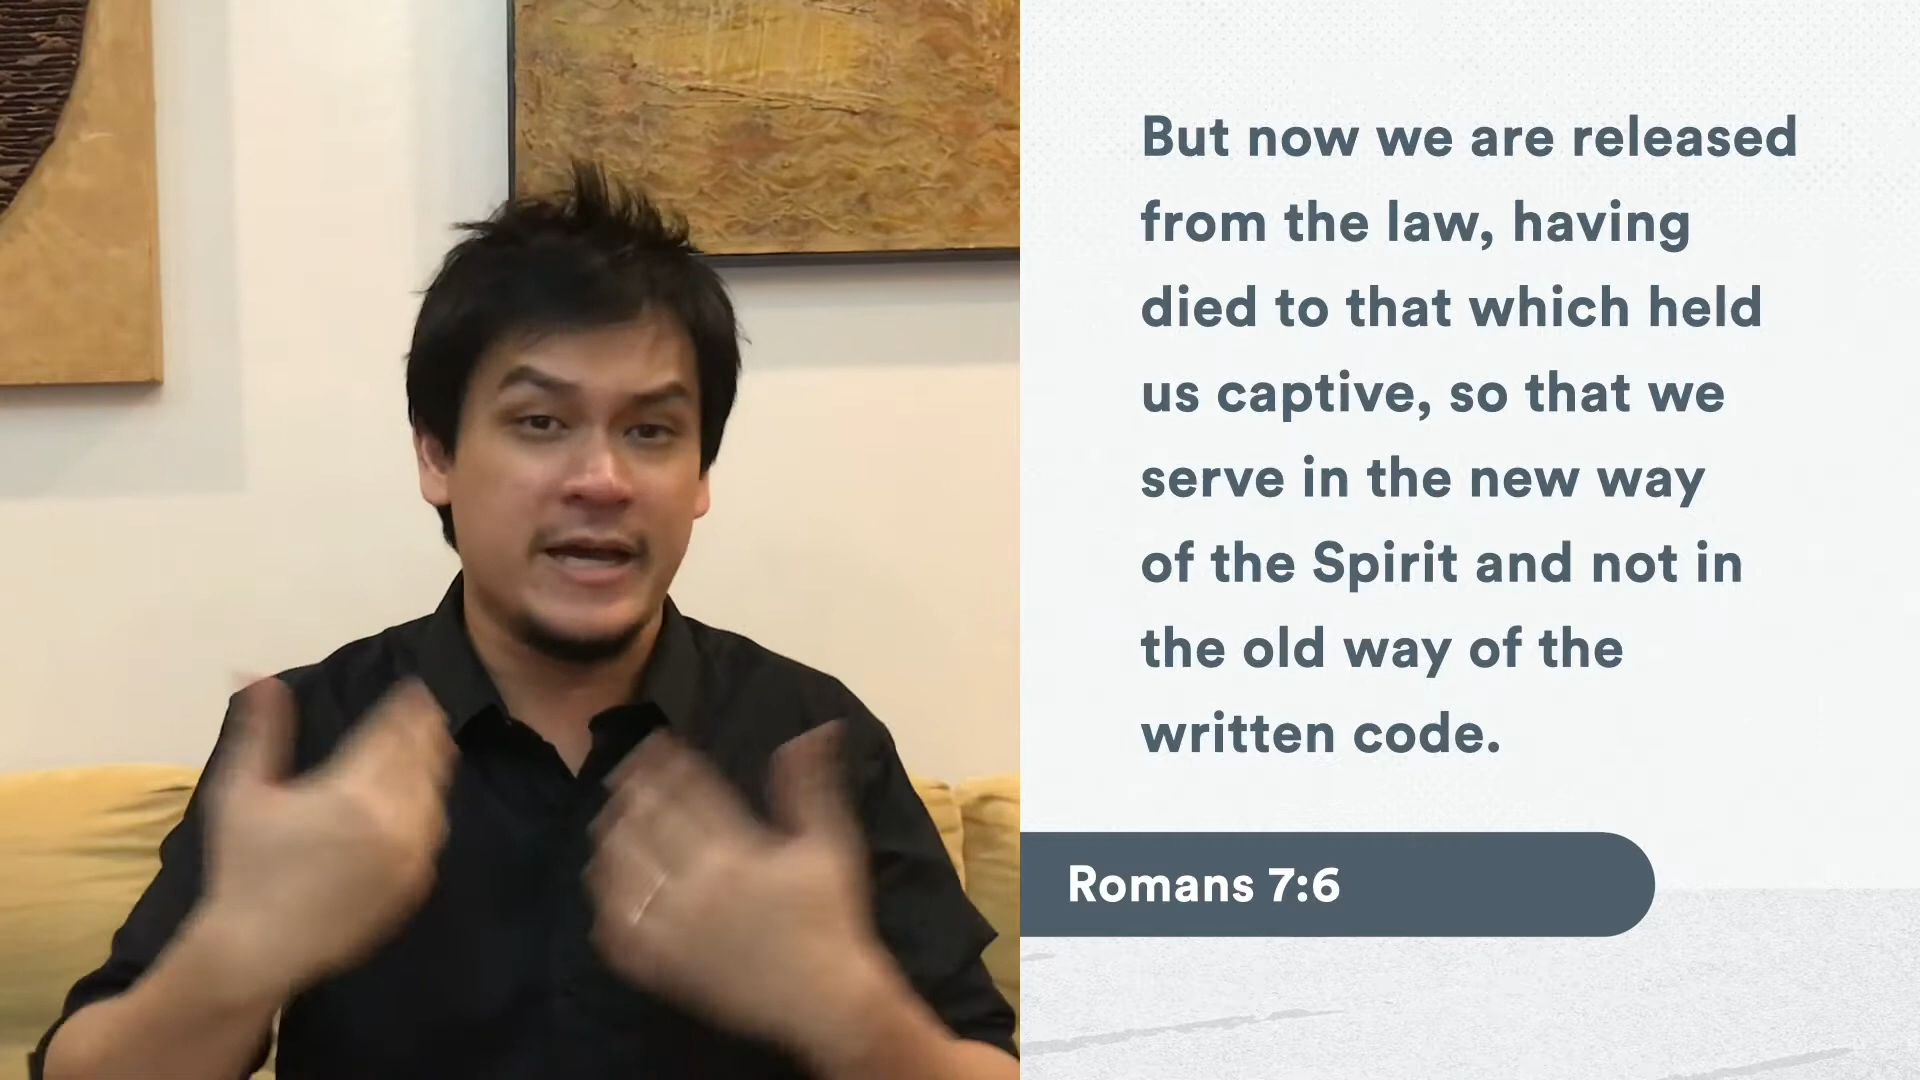 But now we are released
from the law, having
died to that which held
us captive, so that we
serve in the new way
of the Spirit and not in
the old way of the
written code.
Romans 7:6